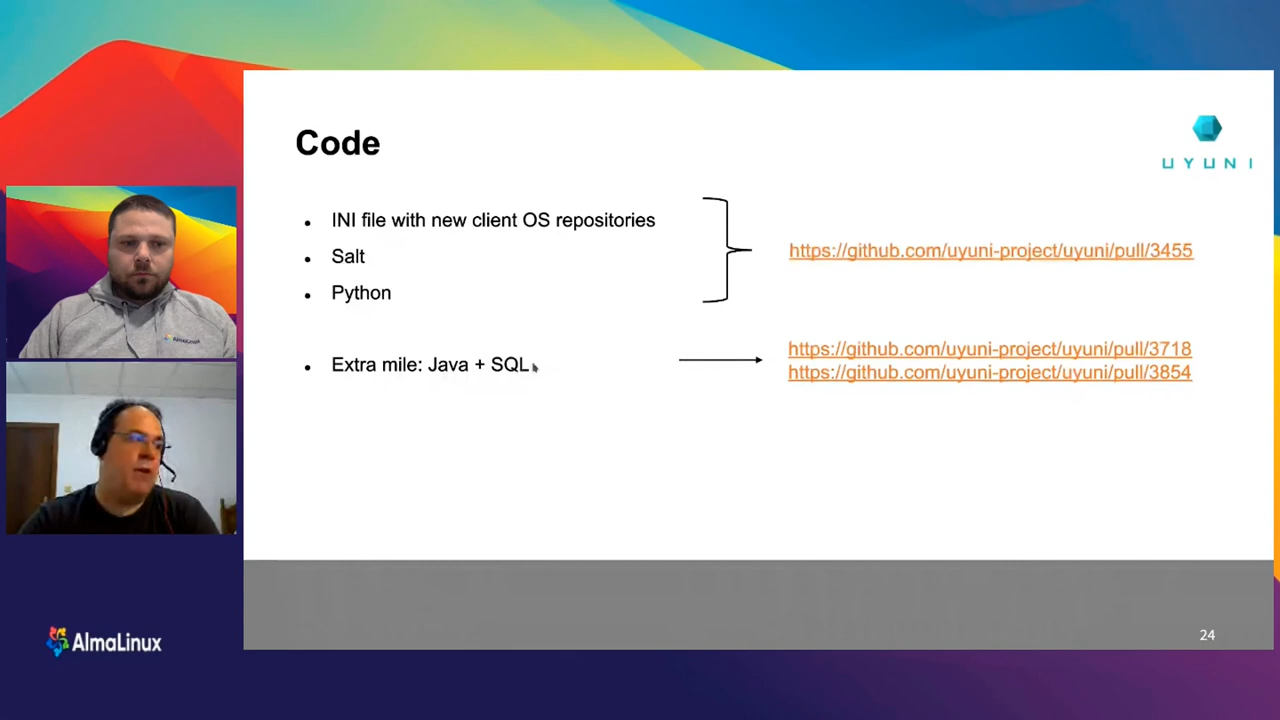 Code
UYUNI
INI file with new client OS repositories
Salt
Python
https://github.com/uyuni-project/uyuni/pull/3455
Extra mile: Java + SQL
https://github.com/uyuni-project/uyuni/pull/3718
https://github.com/uyuni-project/uyuni/pull/3854
AlmaLinux
AlmaLinux
24